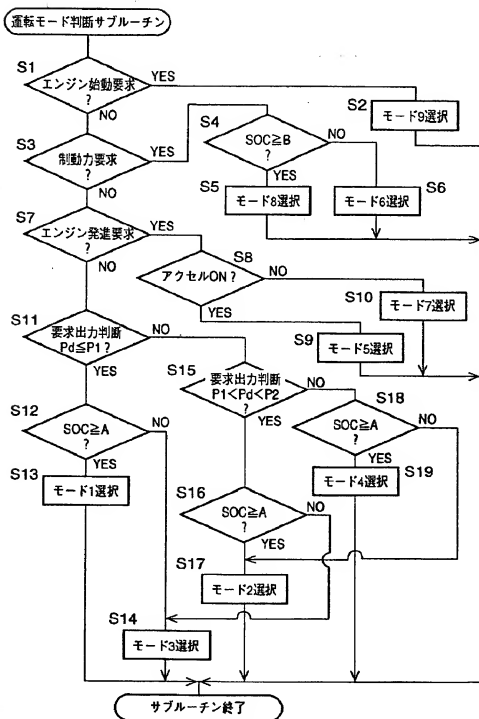 運転モード判断サブルーチン
S1
エンジン始動要求
?
YES
NO
S2
モード9選択
S3
制動力要求
?
YES
NO
S4
SOC≧B
?
NO
YES
S5
モード8選択
S6
モード6選択
S7
エンジン発進要求
?
YES
NO
S8
アクセルON?
NO
YES
S10
モード7選択
S9
モード5選択
S11
要求出力判断
Pd≦P1?
NO
YES
S15
要求出力判断
P1<Pd<P2
?
NO
YES
S18
SOC≧A
?
NO
YES
S19
モード4選択
S12
SOC≧A
?
NO
YES
S13
モード1選択
S16
SOC≧A
?
NO
YES
S17
モード2選択
S14
モード3選択
サブルーチン終了